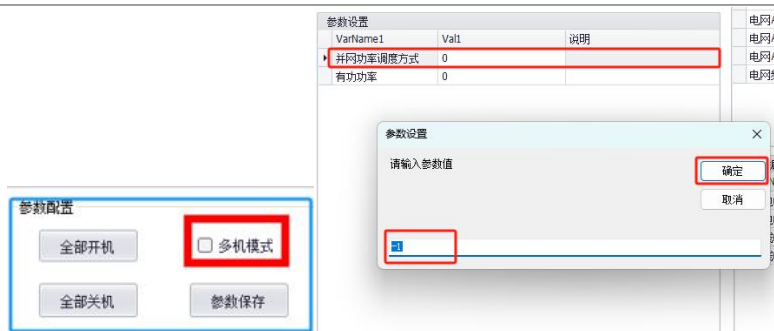 参数设置
VarName1 Val1 说明
并网功率调度方式 0
有功功率 0
电网
电网
电网
电网
参数设置
请输入参数值
确定
取消
-1
参数配置
全部开机 多机模式
全部关机 参数保存